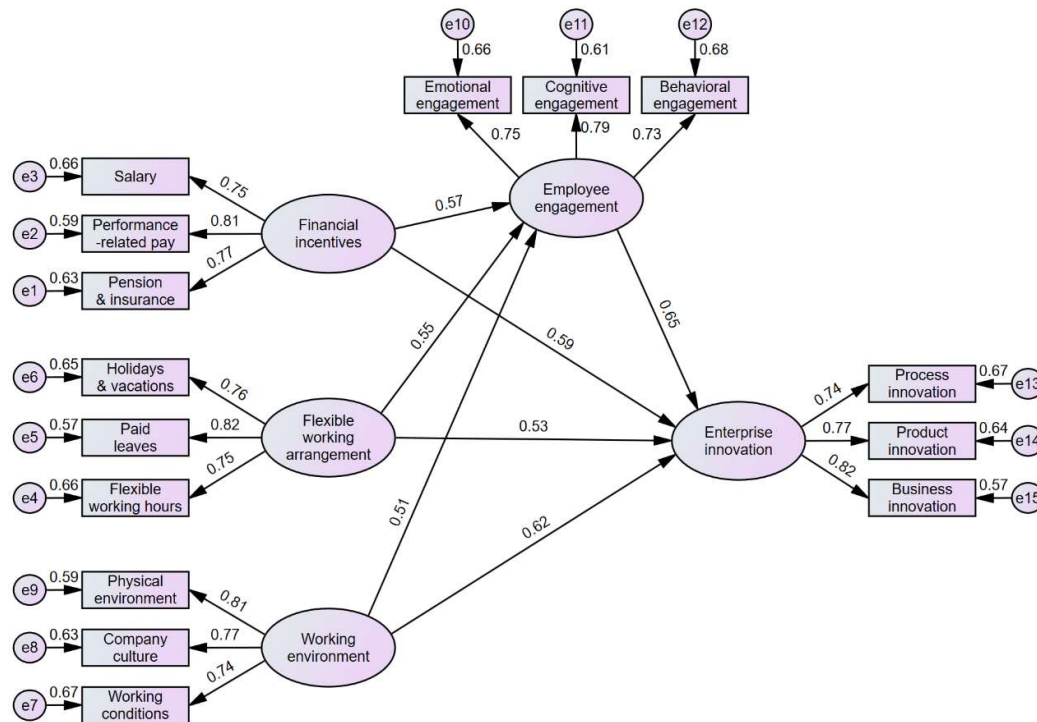 e10
e11
e12
0.66
0.61
0.68
Emotional
engagement
Cognitive
engagement
Behavioral
engagement
0.75
0.79
0.73
Employee
engagement
e3
0.66
Salary
0.75
e2
0.59
Performance
-related pay
0.81
e1
0.63
Pension
& insurance
0.77
Financial
incentives
0.57
0.59
0.65
e6
0.65
Holidays
& vacations
0.76
e5
0.57
Paid
leaves
0.82
e4
0.66
Flexible
working hours
0.75
Flexible
working
arrangement
0.55
0.53
Enterprise
innovation
0.74
Process
innovation
0.67
e13
0.77
Product
innovation
0.64
e14
0.82
Business
innovation
0.57
e15
0.51
0.62
e9
0.59
Physical
environment
0.81
e8
0.63
Company
culture
0.77
e7
0.67
Working
conditions
0.74
Working
environment